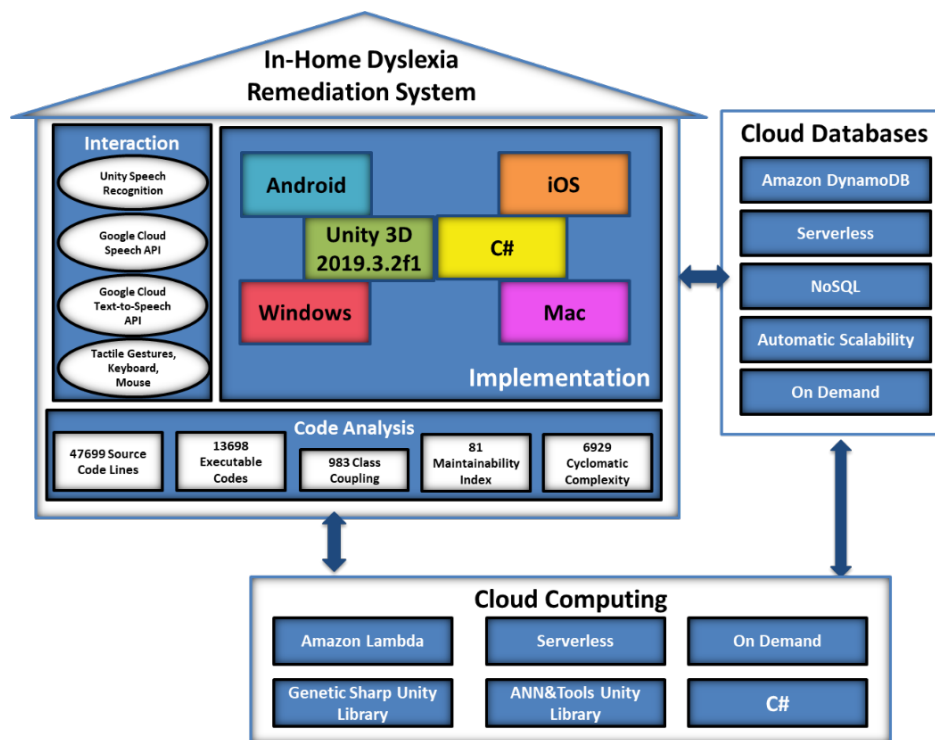 In-Home Dyslexia
Remediation System
Interaction
Unity Speech
Recognition
Google Cloud
Speech API
Google Cloud
Text-to-Speech
API
Tactile Gestures,
Keyboard,
Mouse
Android
iOS
Unity 3D
2019.3.2f1
C#
Windows
Mac
Implementation
Code Analysis
47699 Source
Code Lines
13698
Executable
Codes
983 Class
Coupling
81
Maintainability
Index
6929
Cyclomatic
Complexity
Cloud Databases
Amazon DynamoDB
Serverless
NoSQL
Automatic Scalability
On Demand
Cloud Computing
Amazon Lambda
Serverless
On Demand
Genetic Sharp Unity
Library
ANN&Tools Unity
Library
C#